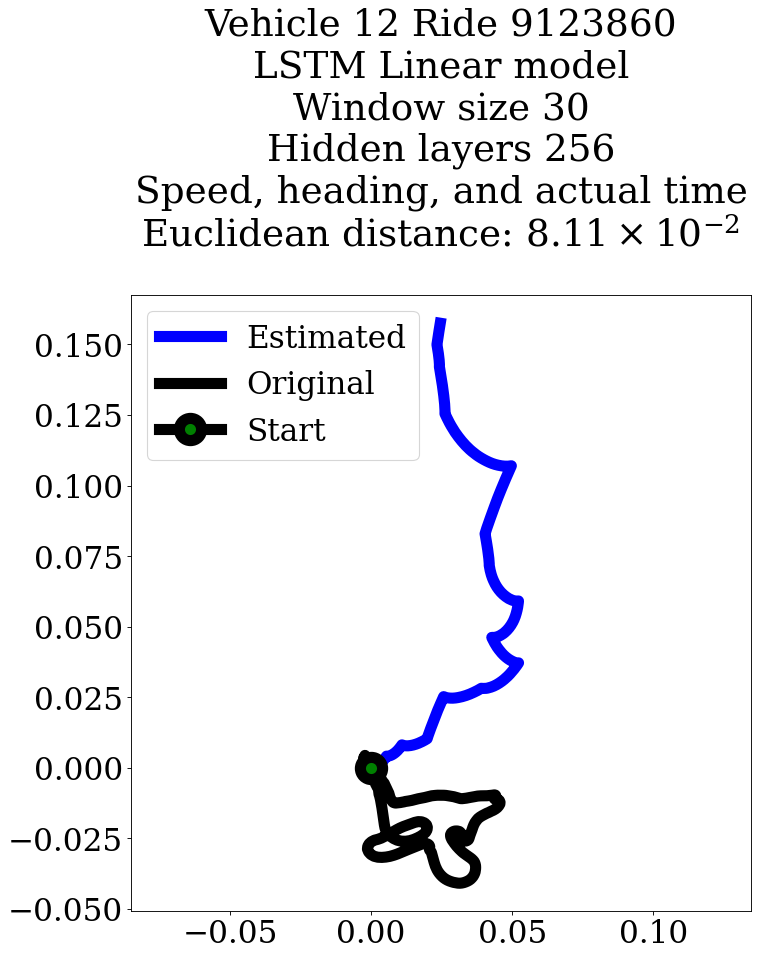 Vehicle 12 Ride 9123860
LSTM Linear model
Window size 30
Hidden layers 256
Speed, heading, and actual time
Euclidean distance: 8.11 × 10⁻²
Estimated
Original
Start
0.150
0.125
0.100
0.075
0.050
0.025
0.000
−0.025
−0.050
−0.05 0.00 0.05 0.10